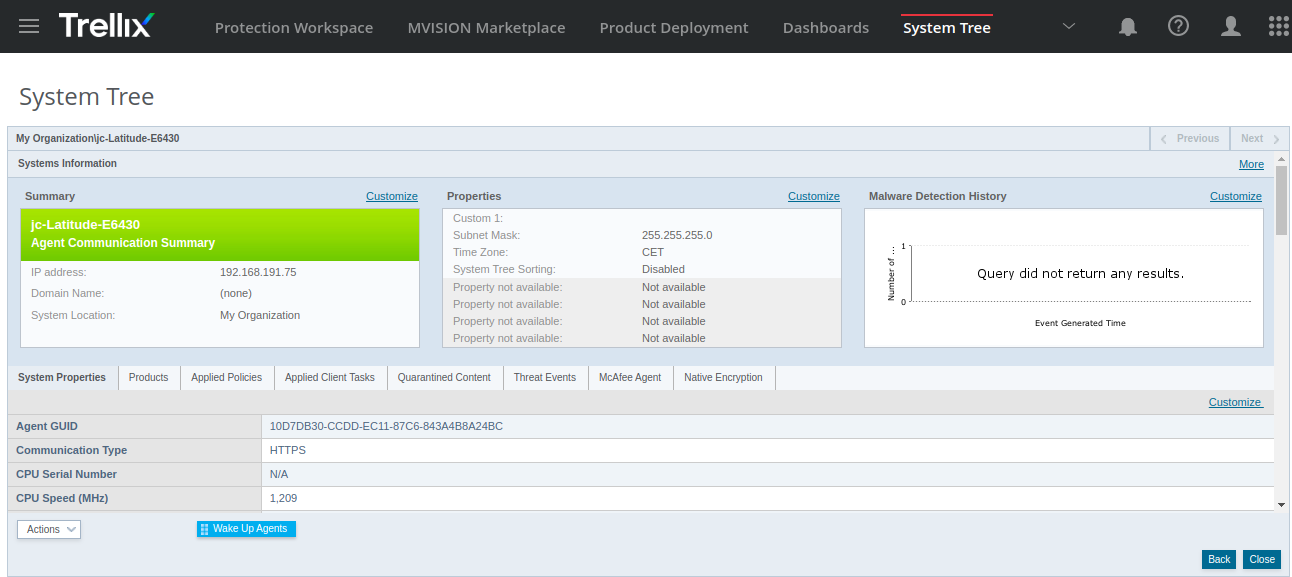 Trellix
Protection Workspace MVISION Marketplace Product Deployment Dashboards System Tree
System Tree
My Organization\jc-Latitude-E6430
Previous Next
Systems Information
More
Summary Customize
jc-Latitude-E6430
Agent Communication Summary
IP address: 192.168.191.75
Domain Name: (none)
System Location: My Organization
Properties Customize
Custom 1:
Subnet Mask: 255.255.255.0
Time Zone: CET
System Tree Sorting: Disabled
Property not available: Not available
Property not available: Not available
Property not available: Not available
Property not available: Not available
Malware Detection History Customize
Number of ...
1
Query did not return any results.
0
Event Generated Time
System Properties Products Applied Policies Applied Client Tasks Quarantined Content Threat Events McAfee Agent Native Encryption
Customize
Agent GUID 10D7DB30-CCDD-EC11-87C6-843A4B8A24BC
Communication Type HTTPS
CPU Serial Number N/A
CPU Speed (MHz) 1,209
Actions Wake Up Agents
Back Close